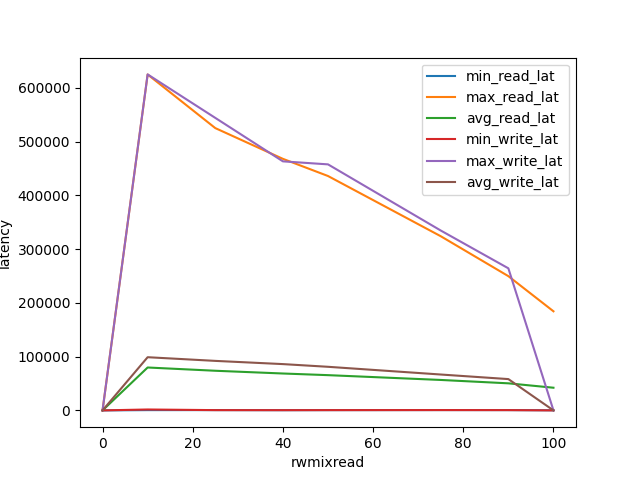 min_read_lat
max_read_lat
avg_read_lat
min_write_lat
max_write_lat
avg_write_lat
600000
500000
400000
300000
200000
100000
0
latency
0 20 40 60 80 100
rwmixread